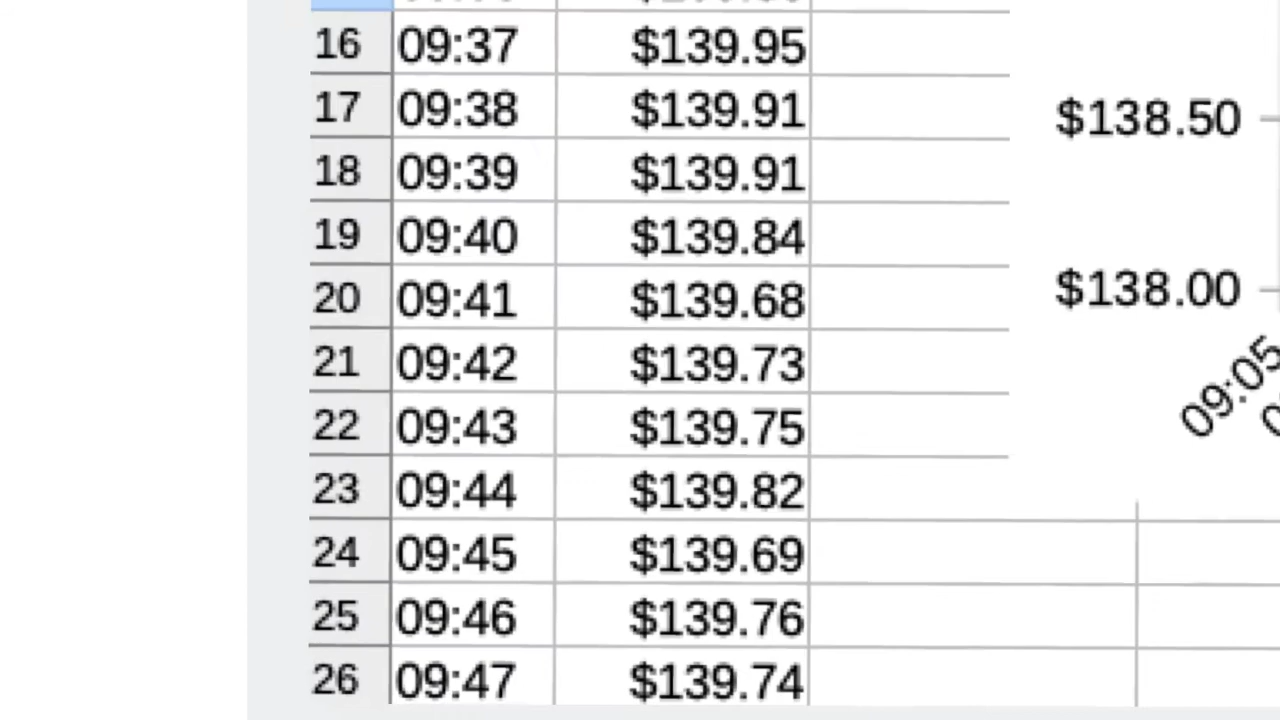 16 09:37 $139.95
17 09:38 $139.91
18 09:39 $139.91
19 09:40 $139.84
20 09:41 $139.68
21 09:42 $139.73
22 09:43 $139.75
23 09:44 $139.82
24 09:45 $139.69
25 09:46 $139.76
26 09:47 $139.74
$138.50
$138.00
09:05